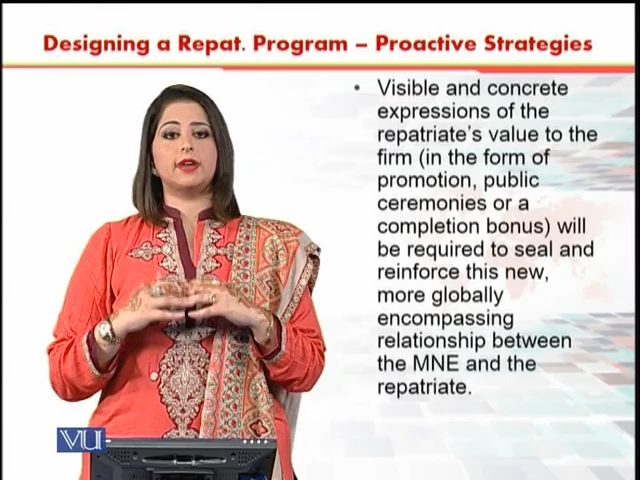 Designing a Repat. Program – Proactive Strategies
• Visible and concrete
expressions of the
repatriate's value to the
firm (in the form of
promotion, public
ceremonies or a
completion bonus) will
be required to seal and
reinforce this new,
more globally
encompassing
relationship between
the MNE and the
repatriate.
VU